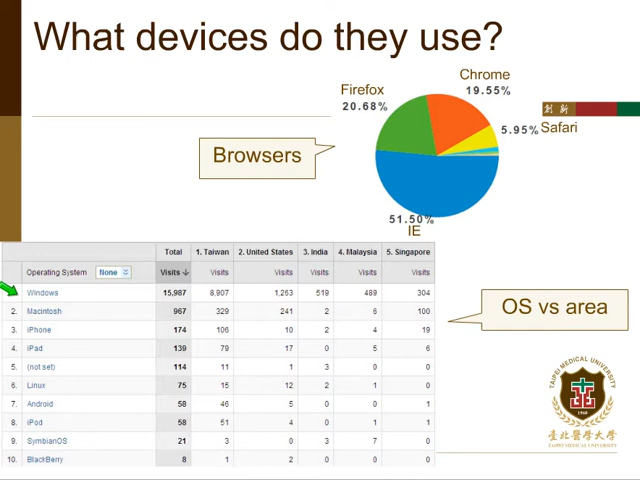 What devices do they use?
Chrome
19.55%
Firefox
20.68%
創 新
5.95% Safari
Browsers
51.50%
IE
Total 1. Taiwan 2. United States 3. India 4. Malaysia 5. Singapore
Operating System None Visits Visits Visits Visits Visits Visits
Windows 15,987 8,907 1,253 519 489 304
2. Macintosh 967 329 241 2 6 100
3. iPhone 174 106 10 2 4 19
4. iPad 139 79 17 0 5 6
5. (not set) 114 11 1 3 0 0
6. Linux 75 15 12 2 1 0
7. Android 58 46 5 0 0 1
8. iPod 58 51 4 0 1 1
9. SymbianOS 21 3 0 3 7 0
10. BlackBerry 8 1 2 0 0 0
OS vs area
TAIPEI MEDICAL UNIVERSITY
1960
臺北醫學大學
TAIPEI MEDICAL UNIVERSITY